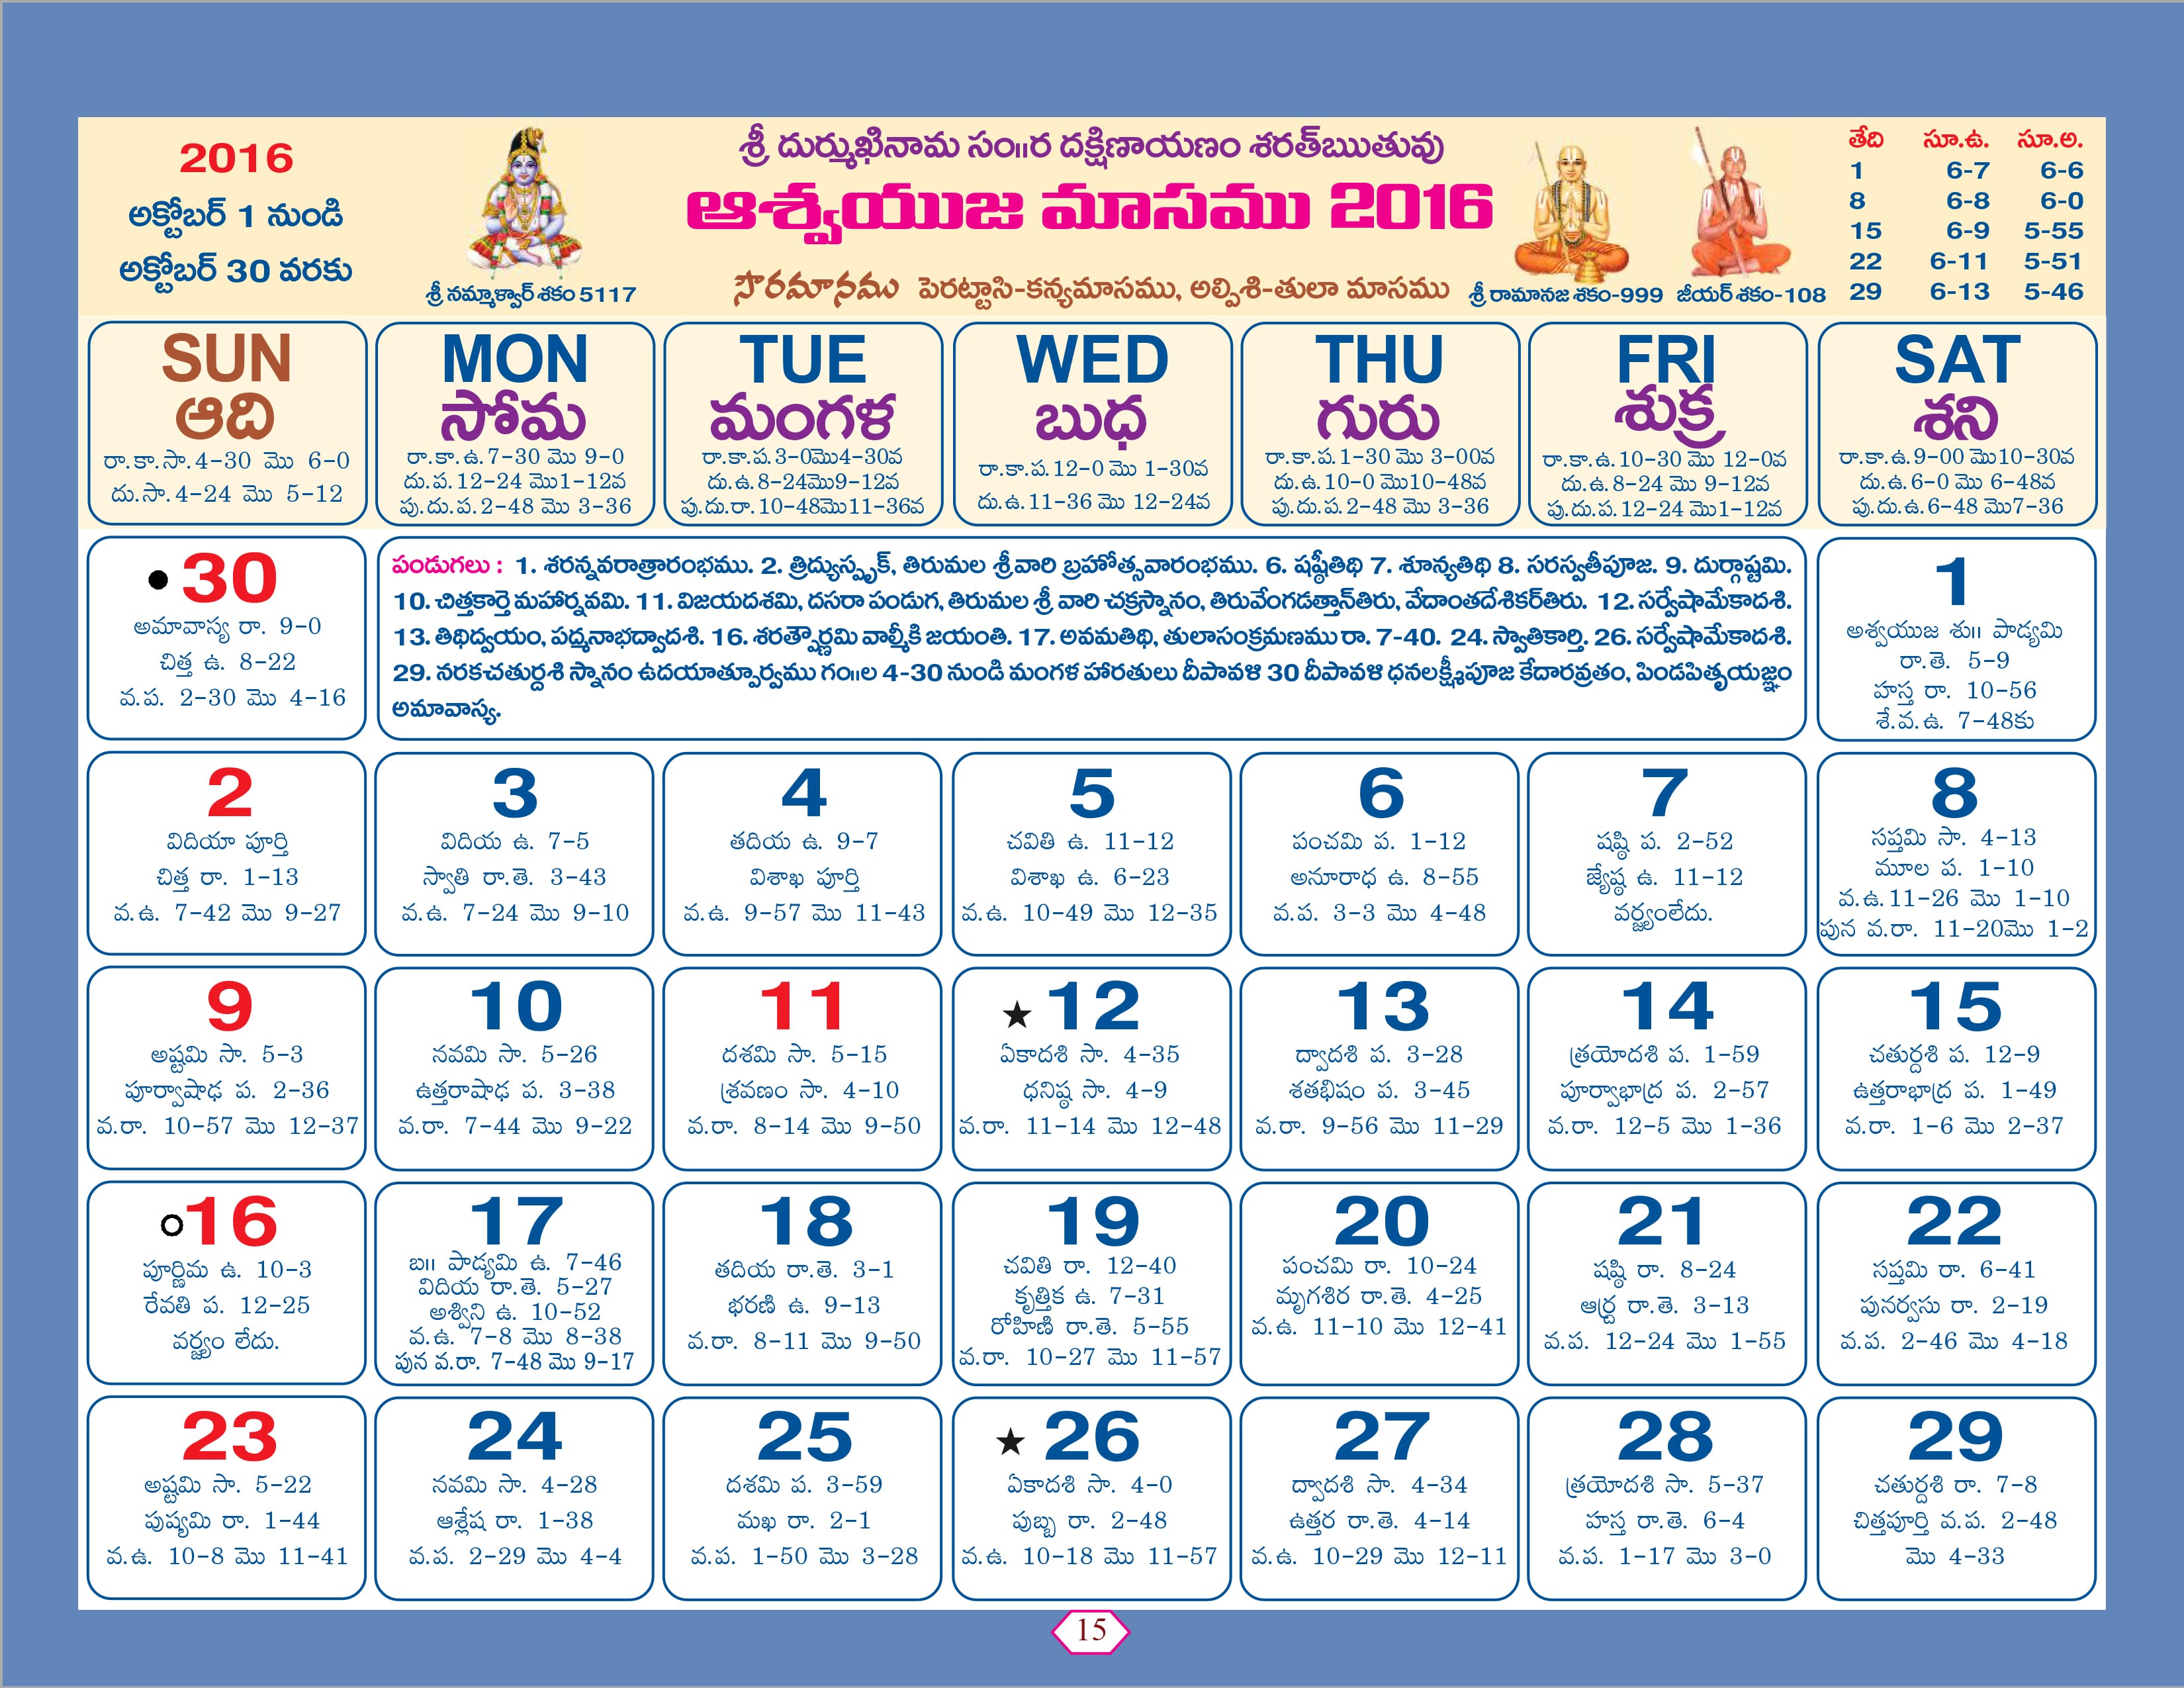 2016
అక్టోబర్ 1 నుండి
అక్టోబర్ 30 వరకు
శ్రీ నమ్మాళ్వార్ శకం 5117
శ్రీ దుర్ముఖినామ సం॥ర దక్షిణాయణం శరత్ఋతువు
ఆశ్వయుజ మాసము 2016
సౌరమానము పెరట్టాసి-కన్యమాసము, అల్పిశి-తులా మాసము
శ్రీ రామానజ శకం-999 జీయర్ శకం-108
తేది సూ.ఉ. సూ.అ.
1 6-7 6-6
8 6-8 6-0
15 6-9 5-55
22 6-11 5-51
29 6-13 5-46
SUN
ఆది
రా.కా.సా.4-30 మొ 6-0
దు.సా.4-24 మొ 5-12
MON
సోమ
రా.కా.ఉ.7-30 మొ 9-0
దు.ప.12-24 మొ1-12వ
పు.దు.ప.2-48 మొ 3-36
TUE
మంగళ
రా.కా.ప.3-0మొ4-30వ
దు.ఉ.8-24మొ9-12వ
పు.దు.రా.10-48మొ11-36వ
WED
బుధ
రా.కా.ప.12-0 మొ 1-30వ
దు.ఉ.11-36 మొ 12-24వ
THU
గురు
రా.కా.ప.1-30 మొ 3-00వ
దు.ఉ.10-0 మొ10-48వ
పు.దు.ప.2-48 మొ 3-36
FRI
శుక్ర
రా.కా.ఉ.10-30 మొ 12-0వ
దు.ఉ.8-24 మొ 9-12వ
పు.దు.ప.12-24 మొ1-12వ
SAT
శని
రా.కా.ఉ.9-00 మొ10-30వ
దు.ఉ.6-0 మొ 6-48వ
పు.దు.ఉ.6-48 మొ7-36
30
అమావాస్య రా. 9-0
చిత్త ఉ. 8-22
వ.ప. 2-30 మొ 4-16
పండుగలు : 1. శరన్నవరాత్రారంభము. 2. త్రిద్యుస్పృక్, తిరుమల శ్రీవారి బ్రహోత్సవారంభము. 6. షష్ఠీతిథి 7. శూన్యతిథి 8. సరస్వతీపూజ. 9. దుర్గాష్టమి.
10. చిత్తకార్తె మహార్నవమి. 11. విజయదశమి, దసరా పండుగ, తిరుమల శ్రీ వారి చక్రస్నానం, తిరువేంగడత్తాన్‌తిరు, వేదాంతదేశికర్‌తిరు. 12. సర్వేషామేకాదశి.
13. తిథిద్వయం, పద్మనాభద్వాదశి. 16. శరత్పౌర్ణమి వాల్మీకి జయంతి. 17. అవమతిథి, తులాసంక్రమణము రా. 7-40. 24. స్వాతికార్తి. 26. సర్వేషామేకాదశి.
29. నరకచతుర్దశి స్నానం ఉదయాత్పూర్వము గం॥ల 4-30 నుండి మంగళ హారతులు దీపావళి 30 దీపావళి ధనలక్ష్మీపూజ కేదారవ్రతం, పిండపితృయజ్ఞం
అమావాస్య.
1
అశ్వయుజ శు॥ పాడ్యమి
రా.తె. 5-9
హస్త రా. 10-56
శే.వ.ఉ. 7-48కు
2
విదియా పూర్తి
చిత్త రా. 1-13
వ.ఉ. 7-42 మొ 9-27
3
విదియ ఉ. 7-5
స్వాతి రా.తె. 3-43
వ.ఉ. 7-24 మొ 9-10
4
తదియ ఉ. 9-7
విశాఖ పూర్తి
వ.ఉ. 9-57 మొ 11-43
5
చవితి ఉ. 11-12
విశాఖ ఉ. 6-23
వ.ఉ. 10-49 మొ 12-35
6
పంచమి ప. 1-12
అనూరాధ ఉ. 8-55
వ.ప. 3-3 మొ 4-48
7
షష్ఠి ప. 2-52
జ్యేష్ఠ ఉ. 11-12
వర్జ్యంలేదు.
8
సప్తమి సా. 4-13
మూల ప. 1-10
వ.ఉ.11-26 మొ 1-10
పున వ.రా. 11-20మొ 1-2
9
అష్టమి సా. 5-3
పూర్వాషాఢ ప. 2-36
వ.రా. 10-57 మొ 12-37
10
నవమి సా. 5-26
ఉత్తరాషాఢ ప. 3-38
వ.రా. 7-44 మొ 9-22
11
దశమి సా. 5-15
శ్రవణం సా. 4-10
వ.రా. 8-14 మొ 9-50
★ 12
ఏకాదశి సా. 4-35
ధనిష్ఠ సా. 4-9
వ.రా. 11-14 మొ 12-48
13
ద్వాదశి ప. 3-28
శతభిషం ప. 3-45
వ.రా. 9-56 మొ 11-29
14
త్రయోదశి ప. 1-59
పూర్వాభాద్ర ప. 2-57
వ.రా. 12-5 మొ 1-36
15
చతుర్దశి ప. 12-9
ఉత్తరాభాద్ర ప. 1-49
వ.రా. 1-6 మొ 2-37
16
పూర్ణిమ ఉ. 10-3
రేవతి ప. 12-25
వర్జ్యం లేదు.
17
బ॥ పాడ్యమి ఉ. 7-46
విదియ రా.తె. 5-27
అశ్విని ఉ. 10-52
వ.ఉ. 7-8 మొ 8-38
పున వ.రా. 7-48 మొ 9-17
18
తదియ రా.తె. 3-1
భరణి ఉ. 9-13
వ.రా. 8-11 మొ 9-50
19
చవితి రా. 12-40
కృత్తిక ఉ. 7-31
రోహిణి రా.తె. 5-55
వ.రా. 10-27 మొ 11-57
20
పంచమి రా. 10-24
మృగశిర రా.తె. 4-25
వ.ఉ. 11-10 మొ 12-41
21
షష్ఠి రా. 8-24
ఆర్ద్ర రా.తె. 3-13
వ.ప. 12-24 మొ 1-55
22
సప్తమి రా. 6-41
పునర్వసు రా. 2-19
వ.ప. 2-46 మొ 4-18
23
అష్టమి సా. 5-22
పుష్యమి రా. 1-44
వ.ఉ. 10-8 మొ 11-41
24
నవమి సా. 4-28
ఆశ్లేష రా. 1-38
వ.ప. 2-29 మొ 4-4
25
దశమి ప. 3-59
మఖ రా. 2-1
వ.ప. 1-50 మొ 3-28
★ 26
ఏకాదశి సా. 4-0
పుబ్బ రా. 2-48
వ.ఉ. 10-18 మొ 11-57
27
ద్వాదశి సా. 4-34
ఉత్తర రా.తె. 4-14
వ.ఉ. 10-29 మొ 12-11
28
త్రయోదశి సా. 5-37
హస్త రా.తె. 6-4
వ.ప. 1-17 మొ 3-0
29
చతుర్దశి రా. 7-8
చిత్తపూర్తి వ.ప. 2-48
మొ 4-33
15